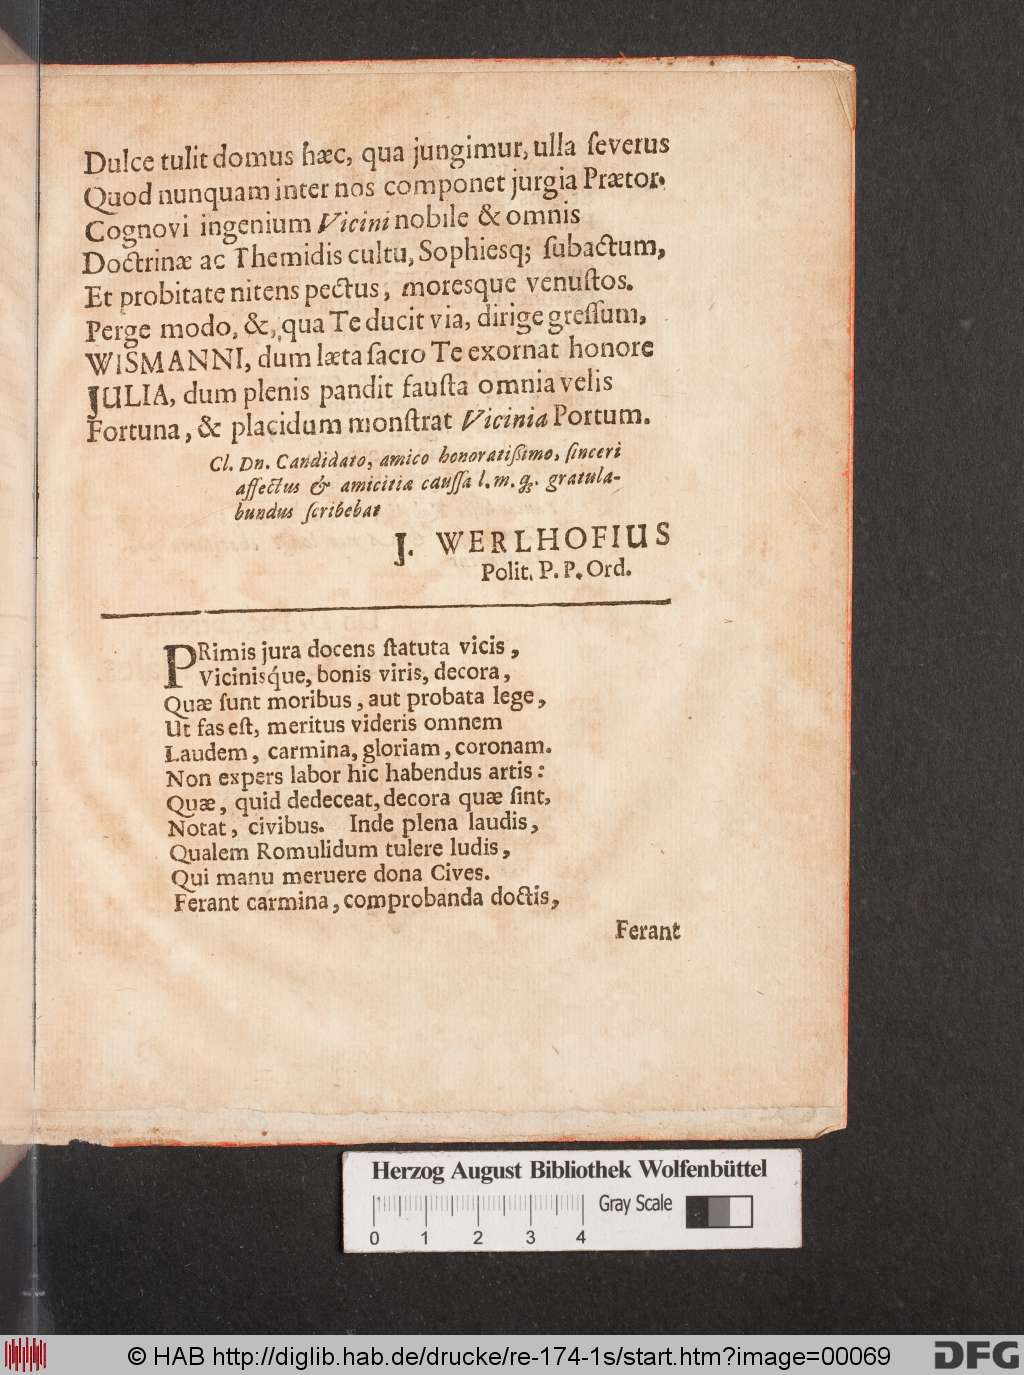 Dulce tulit domus hæc, qua jungimur, ulla ſeverus
Quod nunquam inter nos componet jurgia Prætor.
Cognovi ingenium Vicini nobile & omnis
Doctrinæ ac Themidis cultu, Sophiesq; ſubactum,
Et probitate nitens pectus, moresque venuſtos.
Perge modo, &, qua Te ducit via, dirige greſſum,
WISMANNI, dum læta ſacro Te exornat honore
JULIA, dum plenis pandit fauſta omnia velis
Fortuna, & placidum monſtrat Vicinia Portum.
Cl. Dn. Candidato, amico honoratiſſimo, ſinceri
affectus & amicitia cauſſa l. m. q. gratula-
bundus ſcribebat
J. WERLHOFIUS
Polit. P. P. Ord.
PRimis jura docens ſtatuta vicis,
Vicinisq́ue, bonis viris, decora,
Quæ ſunt moribus, aut probata lege,
Ut fas eſt, meritus videris omnem
Laudem, carmina, gloriam, coronam.
Non expers labor hic habendus artis:
Quæ, quid dedeceat, decora quæ ſint,
Notat, civibus. Inde plena laudis,
Qualem Romulidum tulere ludis,
Qui manu meruere dona Cives.
Ferant carmina, comprobanda doctis,
Ferant
Herzog August Bibliothek Wolfenbüttel
Gray Scale
0 1 2 3 4
© HAB http://diglib.hab.de/drucke/re-174-1s/start.htm?image=00069
DFG